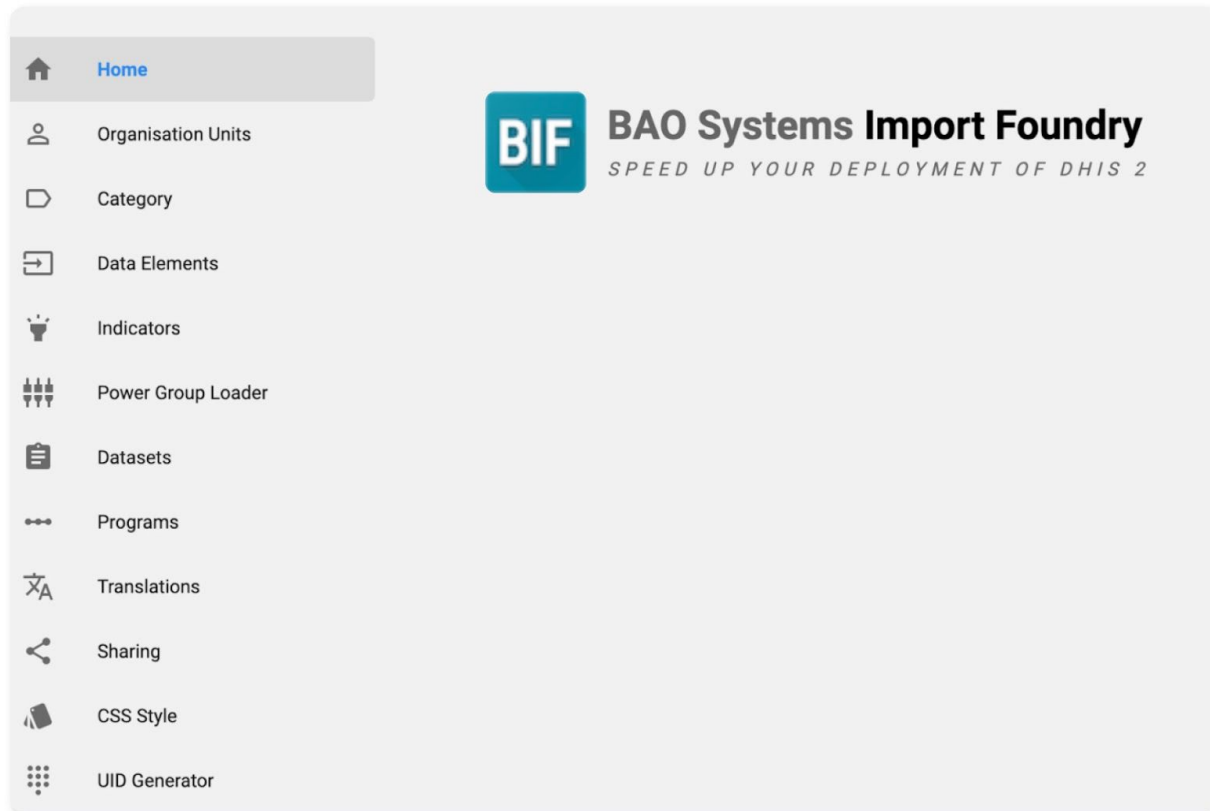 Home
Organisation Units
Category
Data Elements
Indicators
Power Group Loader
Datasets
Programs
Translations
Sharing
CSS Style
UID Generator
BIF
BAO Systems Import Foundry
SPEED UP YOUR DEPLOYMENT OF DHIS 2